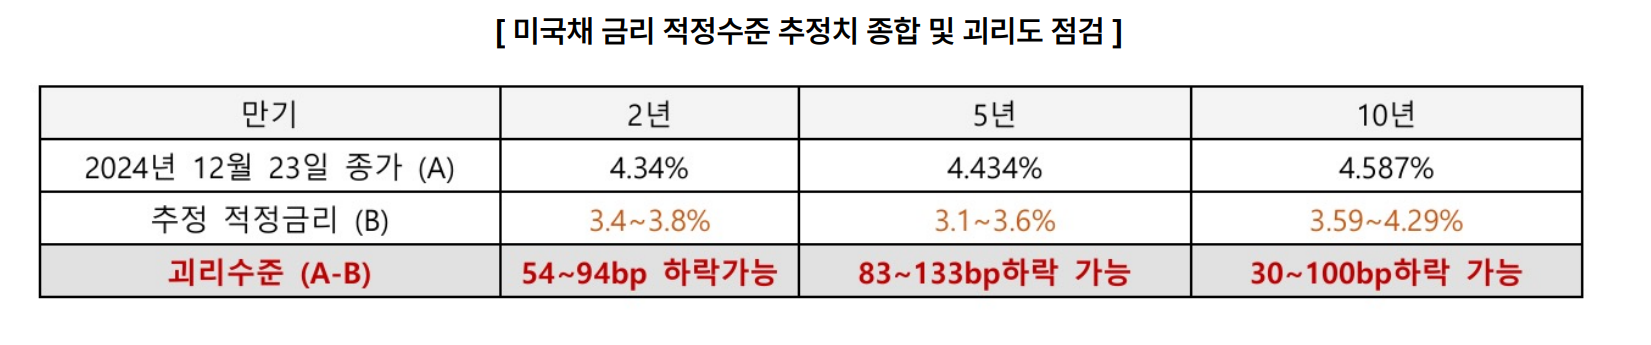 [ 미국채 금리 적정수준 추정치 종합 및 괴리도 점검 ]
만기 2년 5년 10년
2024년 12월 23일 종가 (A) 4.34% 4.434% 4.587%
추정 적정금리 (B) 3.4~3.8% 3.1~3.6% 3.59~4.29%
괴리수준 (A-B) 54~94bp 하락가능 83~133bp하락 가능 30~100bp하락 가능